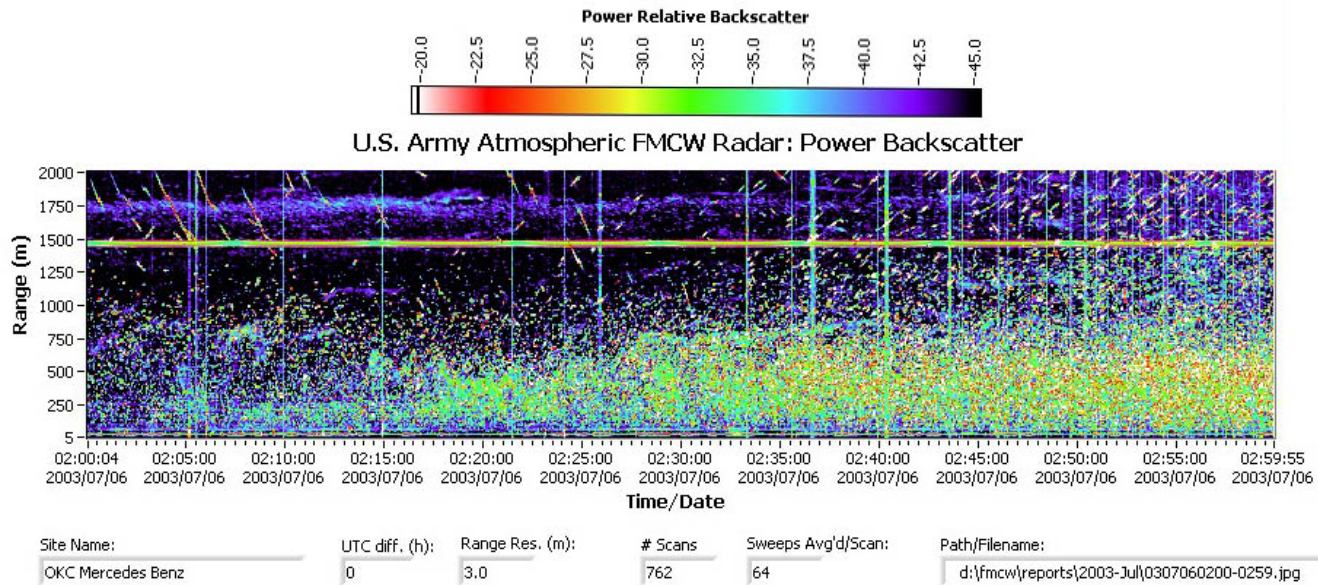 Power Relative Backscatter
-20.0 -22.5 -25.0 -27.5 -30.0 -32.5 -35.0 -37.5 -40.0 -42.5 -45.0
U.S. Army Atmospheric FMCW Radar: Power Backscatter
Range (m)
2000
1750
1500
1250
1000
750
500
250
5
02:00:04 02:05:00 02:10:00 02:15:00 02:20:00 02:25:00 02:30:00 02:35:00 02:40:00 02:45:00 02:50:00 02:55:00 02:59:55
2003/07/06 2003/07/06 2003/07/06 2003/07/06 2003/07/06 2003/07/06 2003/07/06 2003/07/06 2003/07/06 2003/07/06 2003/07/06 2003/07/06 2003/07/06
Time/Date
Site Name: UTC diff. (h): Range Res. (m): # Scans Sweeps Avg'd/Scan: Path/Filename:
OKC Mercedes Benz 0 3.0 762 64 d:\fmcw\reports\2003-Jul\0307060200-0259.jpg